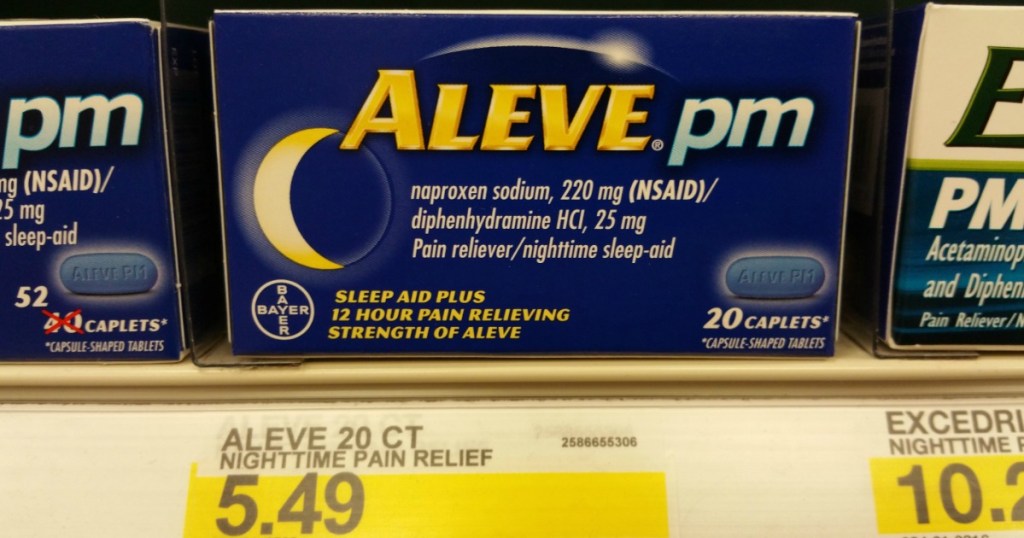 pm
ng (NSAID)/
25 mg
sleep-aid
ALEVE PM
52
40 CAPLETS*
*CAPSULE-SHAPED TABLETS
ALEVE® pm
naproxen sodium, 220 mg (NSAID)/
diphenhydramine HCl, 25 mg
Pain reliever/nighttime sleep-aid
BAYER
BAYER
SLEEP AID PLUS
12 HOUR PAIN RELIEVING
STRENGTH OF ALEVE
ALEVE PM
20 CAPLETS*
*CAPSULE-SHAPED TABLETS
E
PM
Acetaminop
and Diphen
Pain Reliever/N
ALEVE 20 CT
NIGHTTIME PAIN RELIEF
2586655306
5.49
EXCEDRI
NIGHTTIME P
10.2